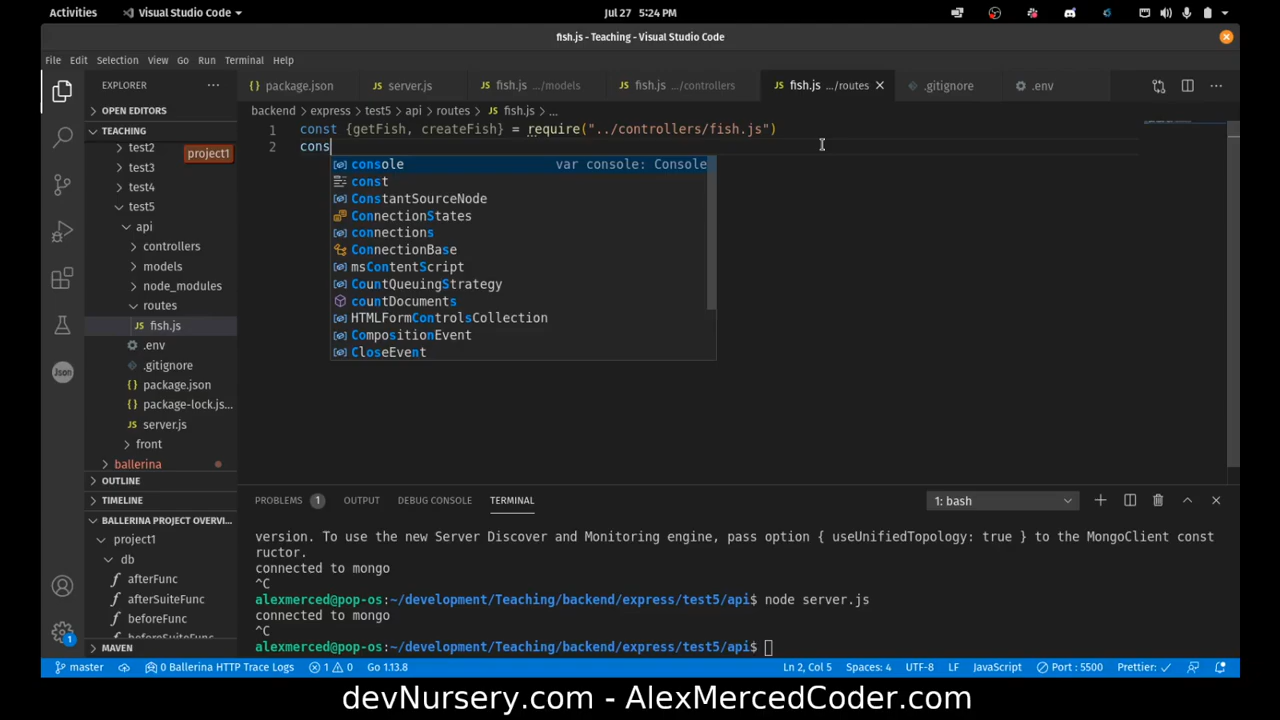 Activities
Visual Studio Code
Jul 27 5:24 PM
fish.js - Teaching - Visual Studio Code
File Edit Selection View Go Run Terminal Help
EXPLORER
package.json
server.js
fish.js .../models
fish.js .../controllers
fish.js .../routes
.gitignore
.env
OPEN EDITORS
backend > express > test5 > api > routes > JS fish.js > ...
TEACHING
test2
project1
test3
test4
test5
api
controllers
models
node_modules
routes
JS fish.js
.env
.gitignore
{} package.json
{} package-lock.js...
JS server.js
front
ballerina
OUTLINE
TIMELINE
BALLERINA PROJECT OVERVI...
project1
db
afterFunc
afterSuiteFunc
beforeFunc
beforeSuiteFunc
MAVEN
Json
1
1 const {getFish, createFish} = require("../controllers/fish.js")
2 cons
console var console: Console
const
ConstantSourceNode
ConnectionStates
connections
ConnectionBase
msContentScript
CountQueuingStrategy
countDocuments
HTMLFormControlsCollection
CompositionEvent
CloseEvent
PROBLEMS 1 OUTPUT DEBUG CONSOLE TERMINAL
1: bash
version. To use the new Server Discover and Monitoring engine, pass option { useUnifiedTopology: true } to the MongoClient const
ructor.
connected to mongo
^C
alexmerced@pop-os:~/development/Teaching/backend/express/test5/api$ node server.js
connected to mongo
^C
alexmerced@pop-os:~/development/Teaching/backend/express/test5/api$
master 0 Ballerina HTTP Trace Logs 1 0 Go 1.13.8
Ln 2, Col 5 Spaces: 4 UTF-8 LF JavaScript Port : 5500 Prettier: ✓
devNursery.com - AlexMercedCoder.com